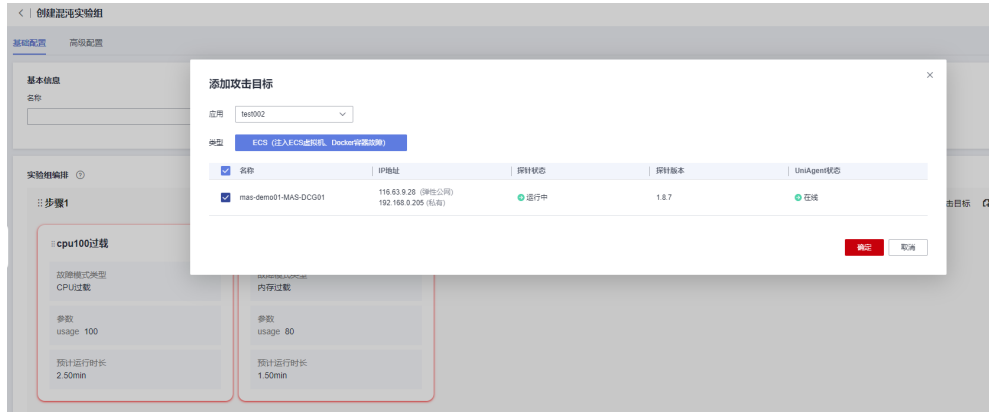 创建混沌实验组
基础配置 高级配置
基本信息
名称
添加攻击目标
应用 test002
类型 ECS（注入ECS虚拟机、Docker容器故障）
名称 IP地址 探针状态 探针版本 UniAgent状态
mas-demo01-MAS-DCG01 116.63.9.28 (弹性公网) 运行中 1.8.7 在线
192.168.0.205 (私有)
确定 取消
实验组编排
步骤1
击目标
cpu100过载
故障模式类型
CPU过载 内存过载
参数 参数
usage 100 usage 80
预计运行时长 预计运行时长
2.50min 1.50min